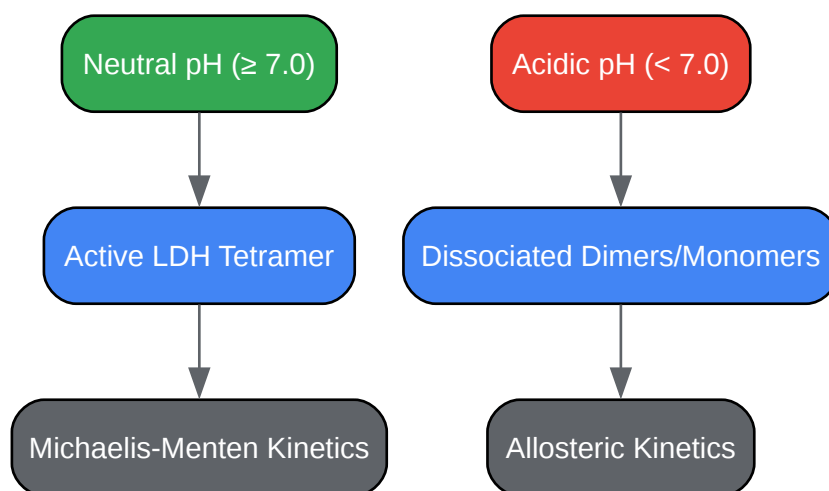 Neutral pH (≥ 7.0)
Acidic pH (< 7.0)
Active LDH Tetramer
Dissociated Dimers/Monomers
Michaelis-Menten Kinetics
Allosteric Kinetics